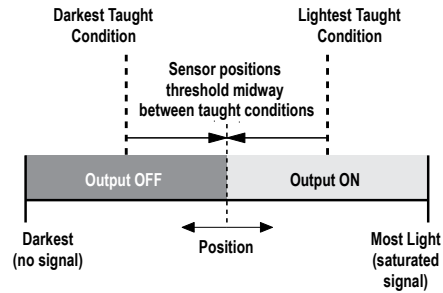 Darkest Taught
Condition
Lightest Taught
Condition
Sensor positions
threshold midway
between taught conditions
Output OFF
Output ON
Darkest
(no signal)
Position
Most Light
(saturated
signal)